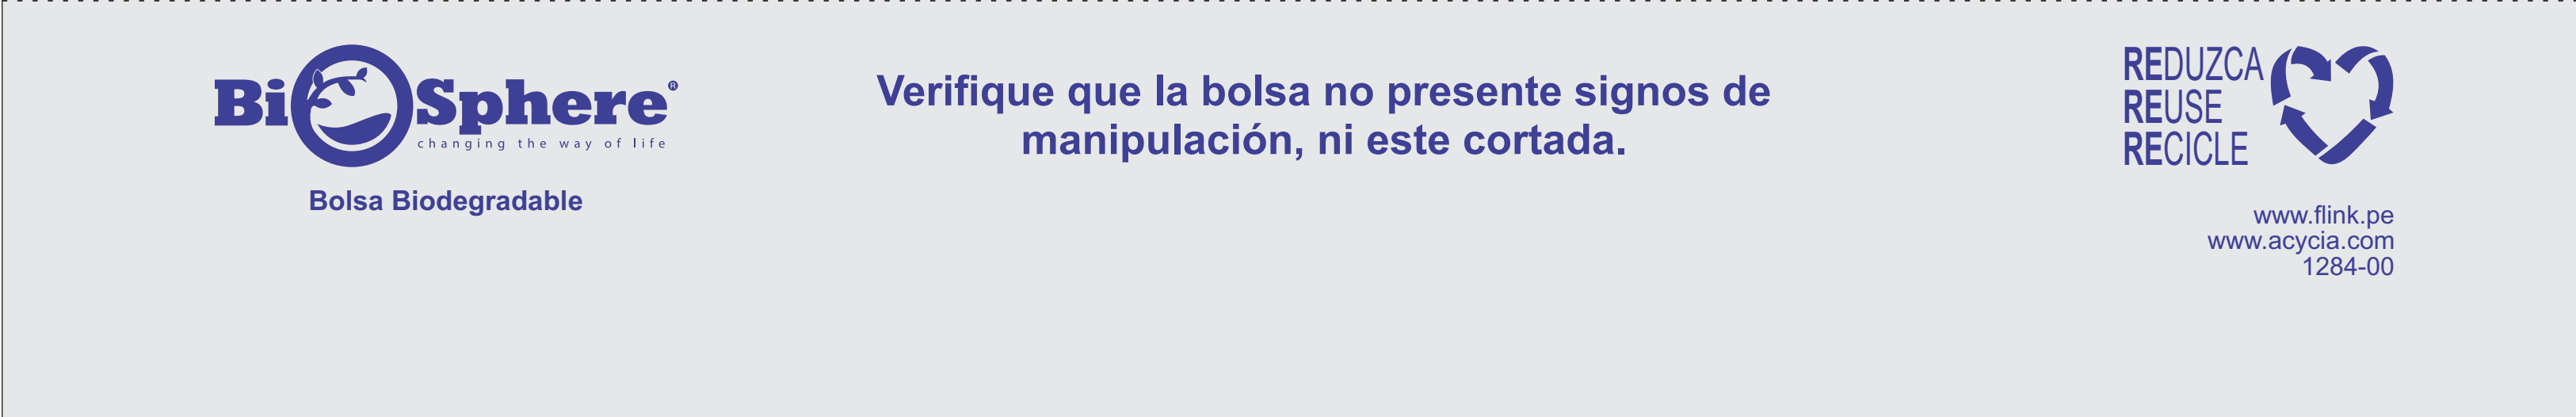 BiOSphere®
changing the way of life
Bolsa Biodegradable
Verifique que la bolsa no presente signos de
manipulación, ni este cortada.
REDUZCA
REUSE
RECICLE
www.flink.pe
www.acycia.com
1284-00